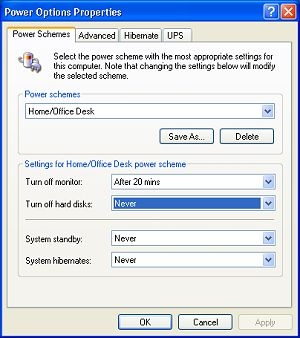 Power Options Properties
Power Schemes Advanced Hibernate UPS
Select the power scheme with the most appropriate settings for
this computer. Note that changing the settings below will modify
the selected scheme.
Power schemes
Home/Office Desk
Save As... Delete
Settings for Home/Office Desk power scheme
Turn off monitor: After 20 mins
Turn off hard disks: Never
System standby: Never
System hibernates: Never
OK Cancel Apply